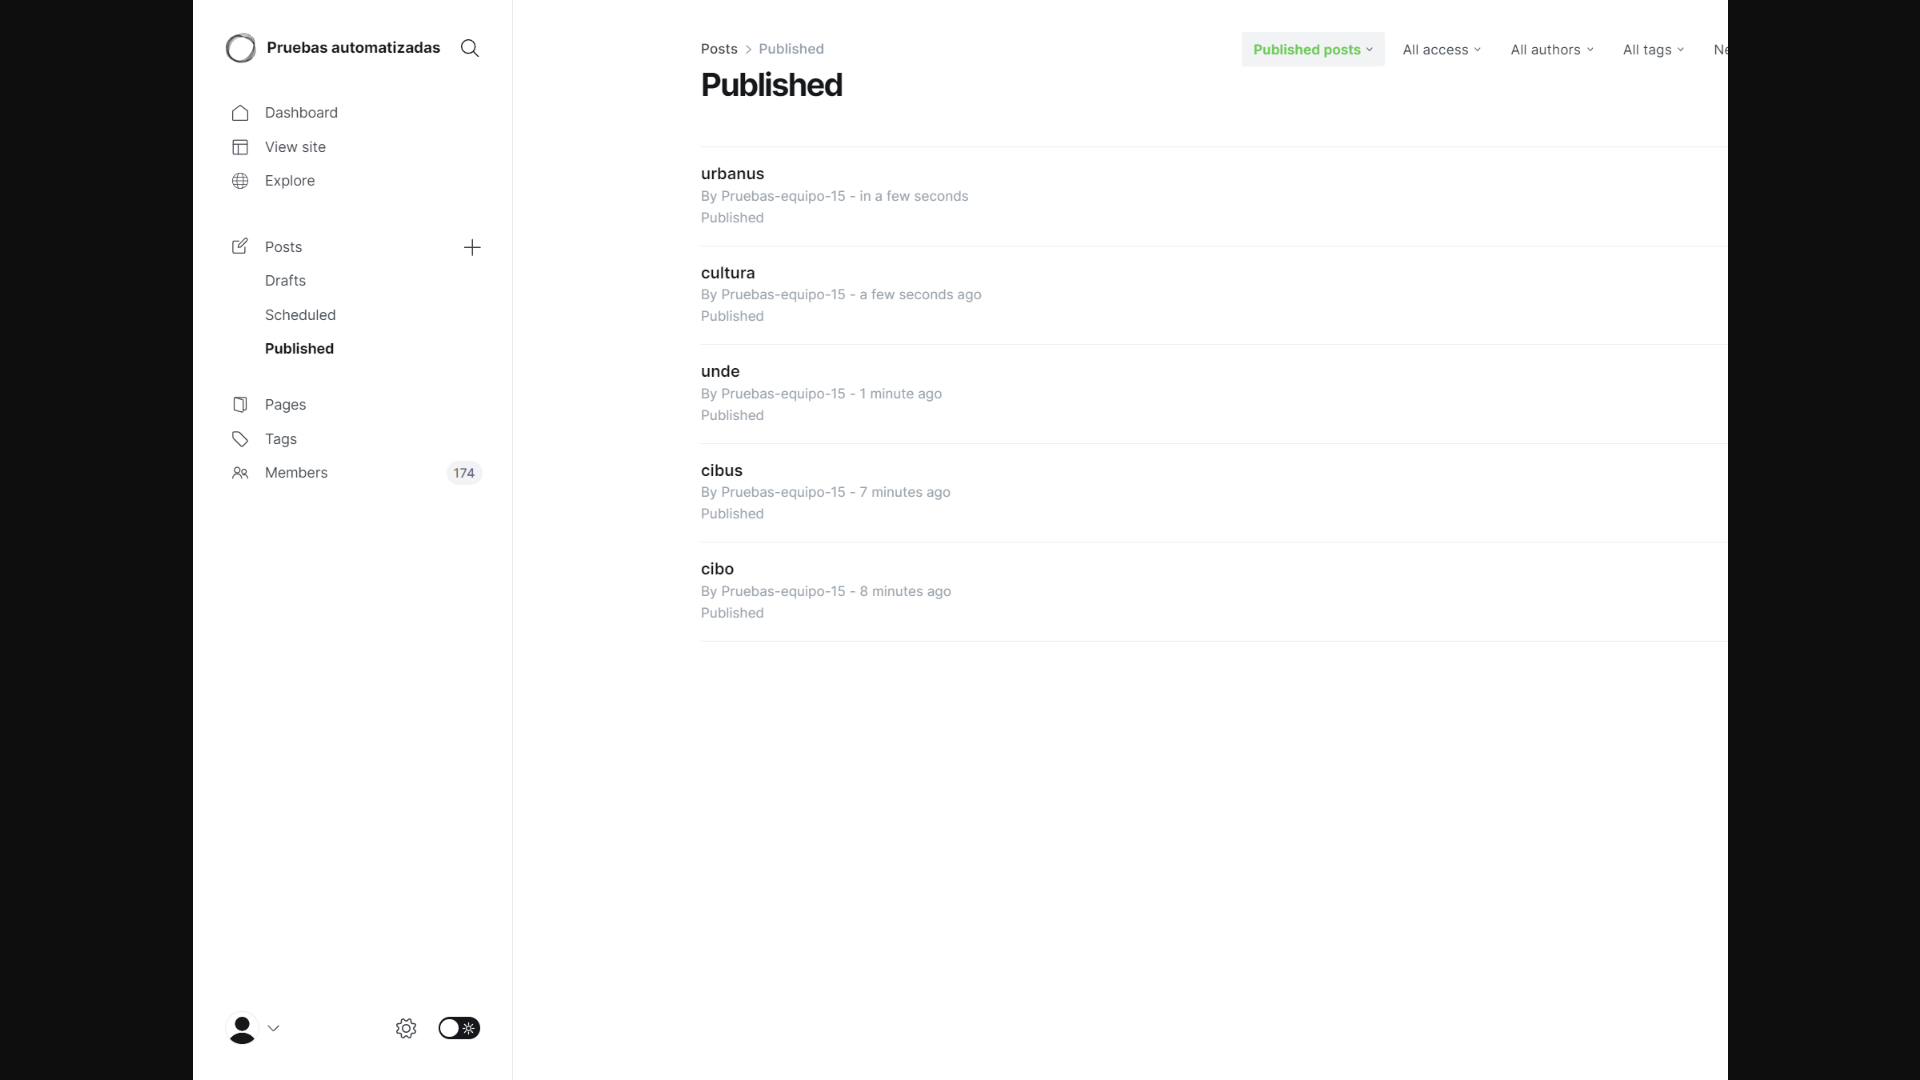 Pruebas automatizadas
Dashboard
View site
Explore
Posts
Drafts
Scheduled
Published
Pages
Tags
Members 174
Posts > Published
Published
Published posts
All access
All authors
All tags
urbanus
By Pruebas-equipo-15 - in a few seconds
Published
cultura
By Pruebas-equipo-15 - a few seconds ago
Published
unde
By Pruebas-equipo-15 - 1 minute ago
Published
cibus
By Pruebas-equipo-15 - 7 minutes ago
Published
cibo
By Pruebas-equipo-15 - 8 minutes ago
Published